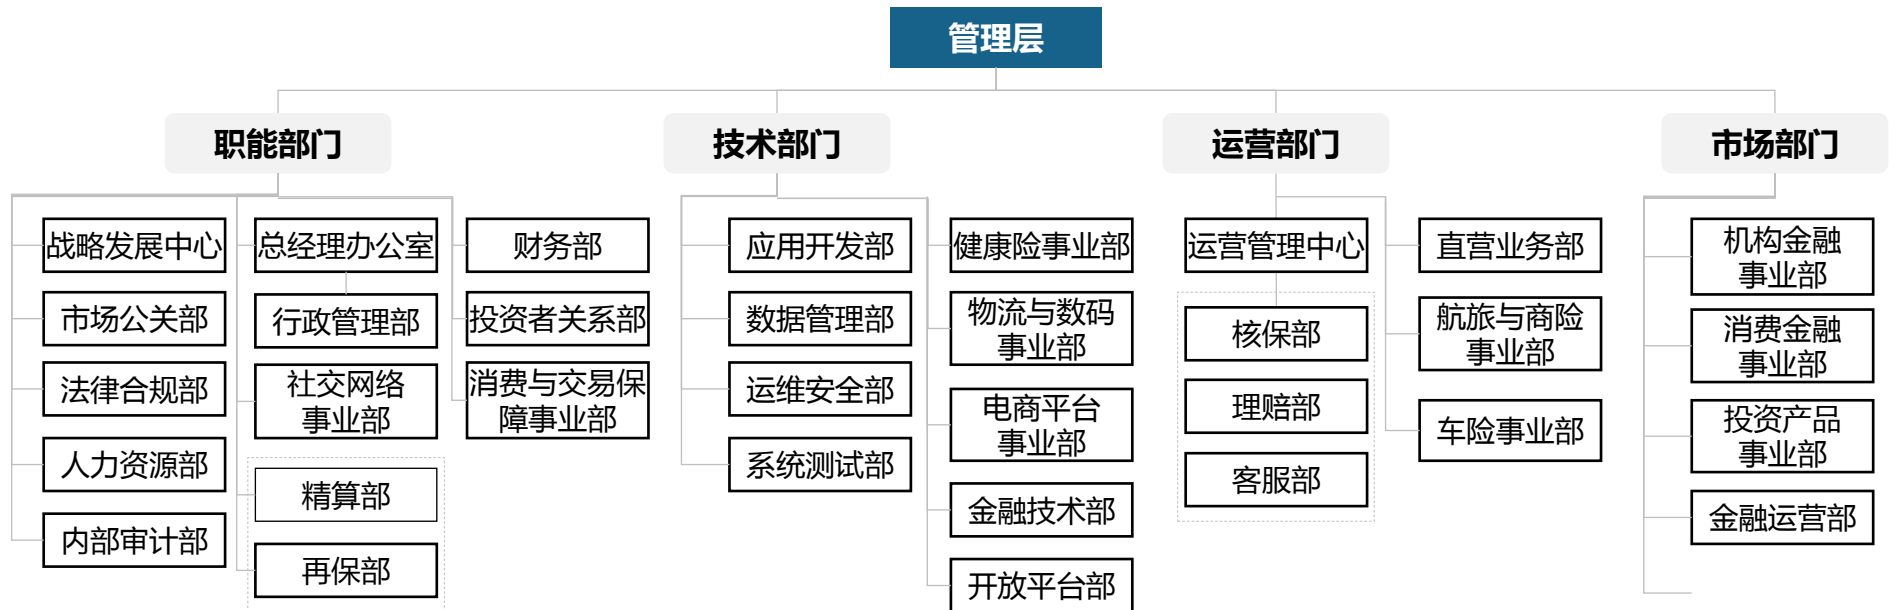 管理层
职能部门
战略发展中心
市场公关部
法律合规部
人力资源部
内部审计部
总经理办公室
行政管理部
社交网络
事业部
精算部
再保部
财务部
投资者关系部
消费与交易保
障事业部
技术部门
应用开发部
数据管理部
运维安全部
系统测试部
健康险事业部
物流与数码
事业部
电商平台
事业部
金融技术部
开放平台部
运营部门
运营管理中心
核保部
理赔部
客服部
直营业务部
航旅与商险
事业部
车险事业部
市场部门
机构金融
事业部
消费金融
事业部
投资产品
事业部
金融运营部